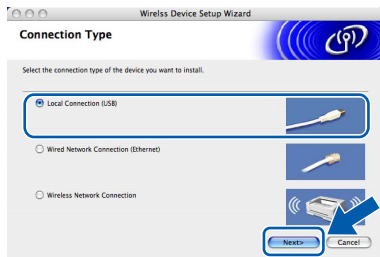 Wirelss Device Setup Wizard
Connection Type
Select the connection type of the device you want to install.
Local Connection (USB)
Wired Network Connection (Ethernet)
Wireless Network Connection
Next> Cancel